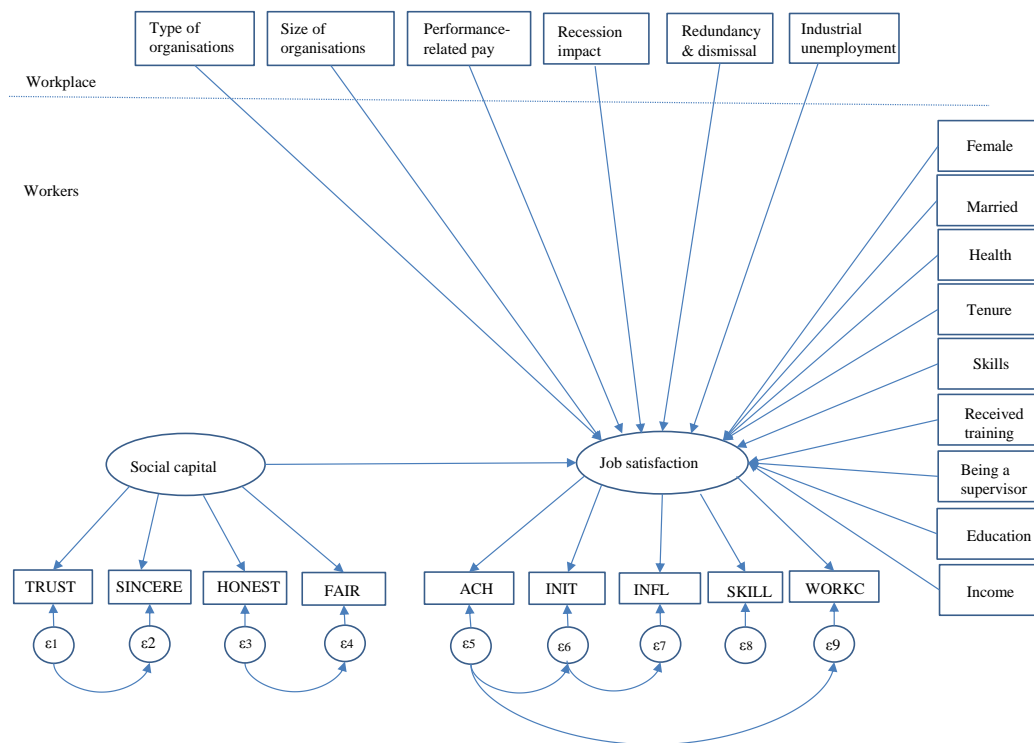 Type of
organisations
Size of
organisations
Performance-
related pay
Recession
impact
Redundancy
& dismissal
Industrial
unemployment
Workplace
Workers
Female
Married
Health
Tenure
Skills
Received
training
Being a
supervisor
Education
Income
Social capital
Job satisfaction
TRUST
SINCERE
HONEST
FAIR
ACH
INIT
INFL
SKILL
WORKC
ε1
ε2
ε3
ε4
ε5
ε6
ε7
ε8
ε9